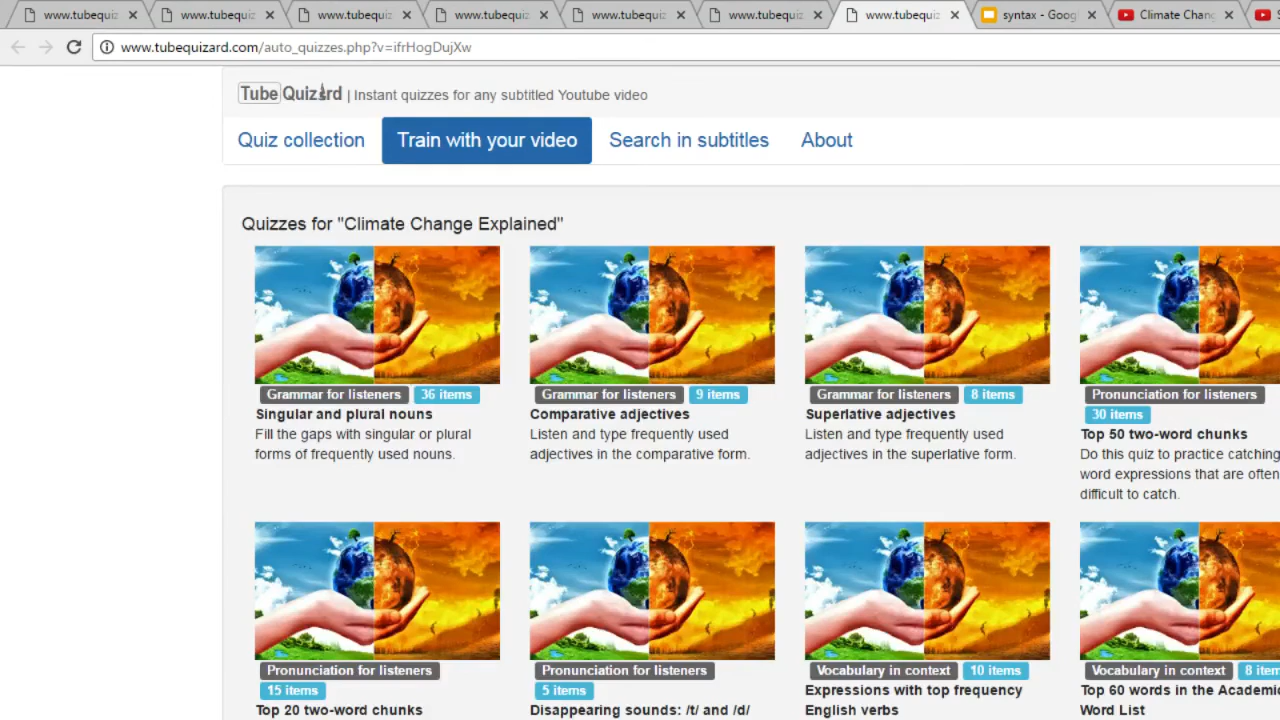 www.tubequiz
www.tubequiz
www.tubequiz
www.tubequiz
www.tubequiz
www.tubequiz
www.tubequiz
syntax - Goog
Climate Chang
www.tubequizard.com/auto_quizzes.php?v=ifrHogDujXw
TubeQuizard | Instant quizzes for any subtitled Youtube video
Quiz collection Train with your video Search in subtitles About
Quizzes for "Climate Change Explained"
Grammar for listeners 36 items
Singular and plural nouns
Fill the gaps with singular or plural
forms of frequently used nouns.
Grammar for listeners 9 items
Comparative adjectives
Listen and type frequently used
adjectives in the comparative form.
Grammar for listeners 8 items
Superlative adjectives
Listen and type frequently used
adjectives in the superlative form.
Pronunciation for listeners
30 items
Top 50 two-word chunks
Do this quiz to practice catching
word expressions that are often
difficult to catch.
Pronunciation for listeners
15 items
Top 20 two-word chunks
Pronunciation for listeners
5 items
Disappearing sounds: /t/ and /d/
Vocabulary in context 10 items
Expressions with top frequency
English verbs
Vocabulary in context 8 item
Top 60 words in the Academic
Word List